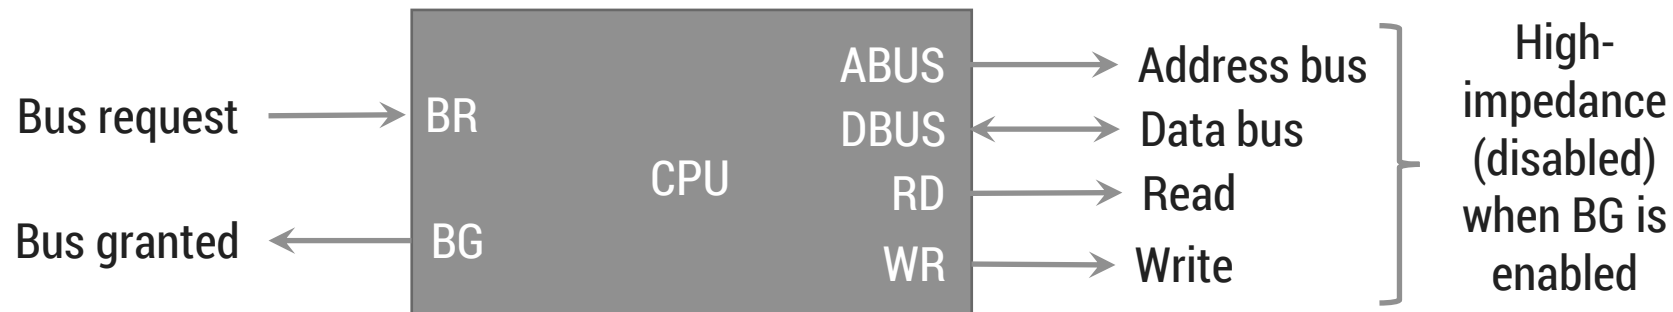 Bus request
Bus granted
BR
BG
CPU
ABUS
DBUS
RD
WR
Address bus
Data bus
Read
Write
High-
impedance
(disabled)
when BG is
enabled